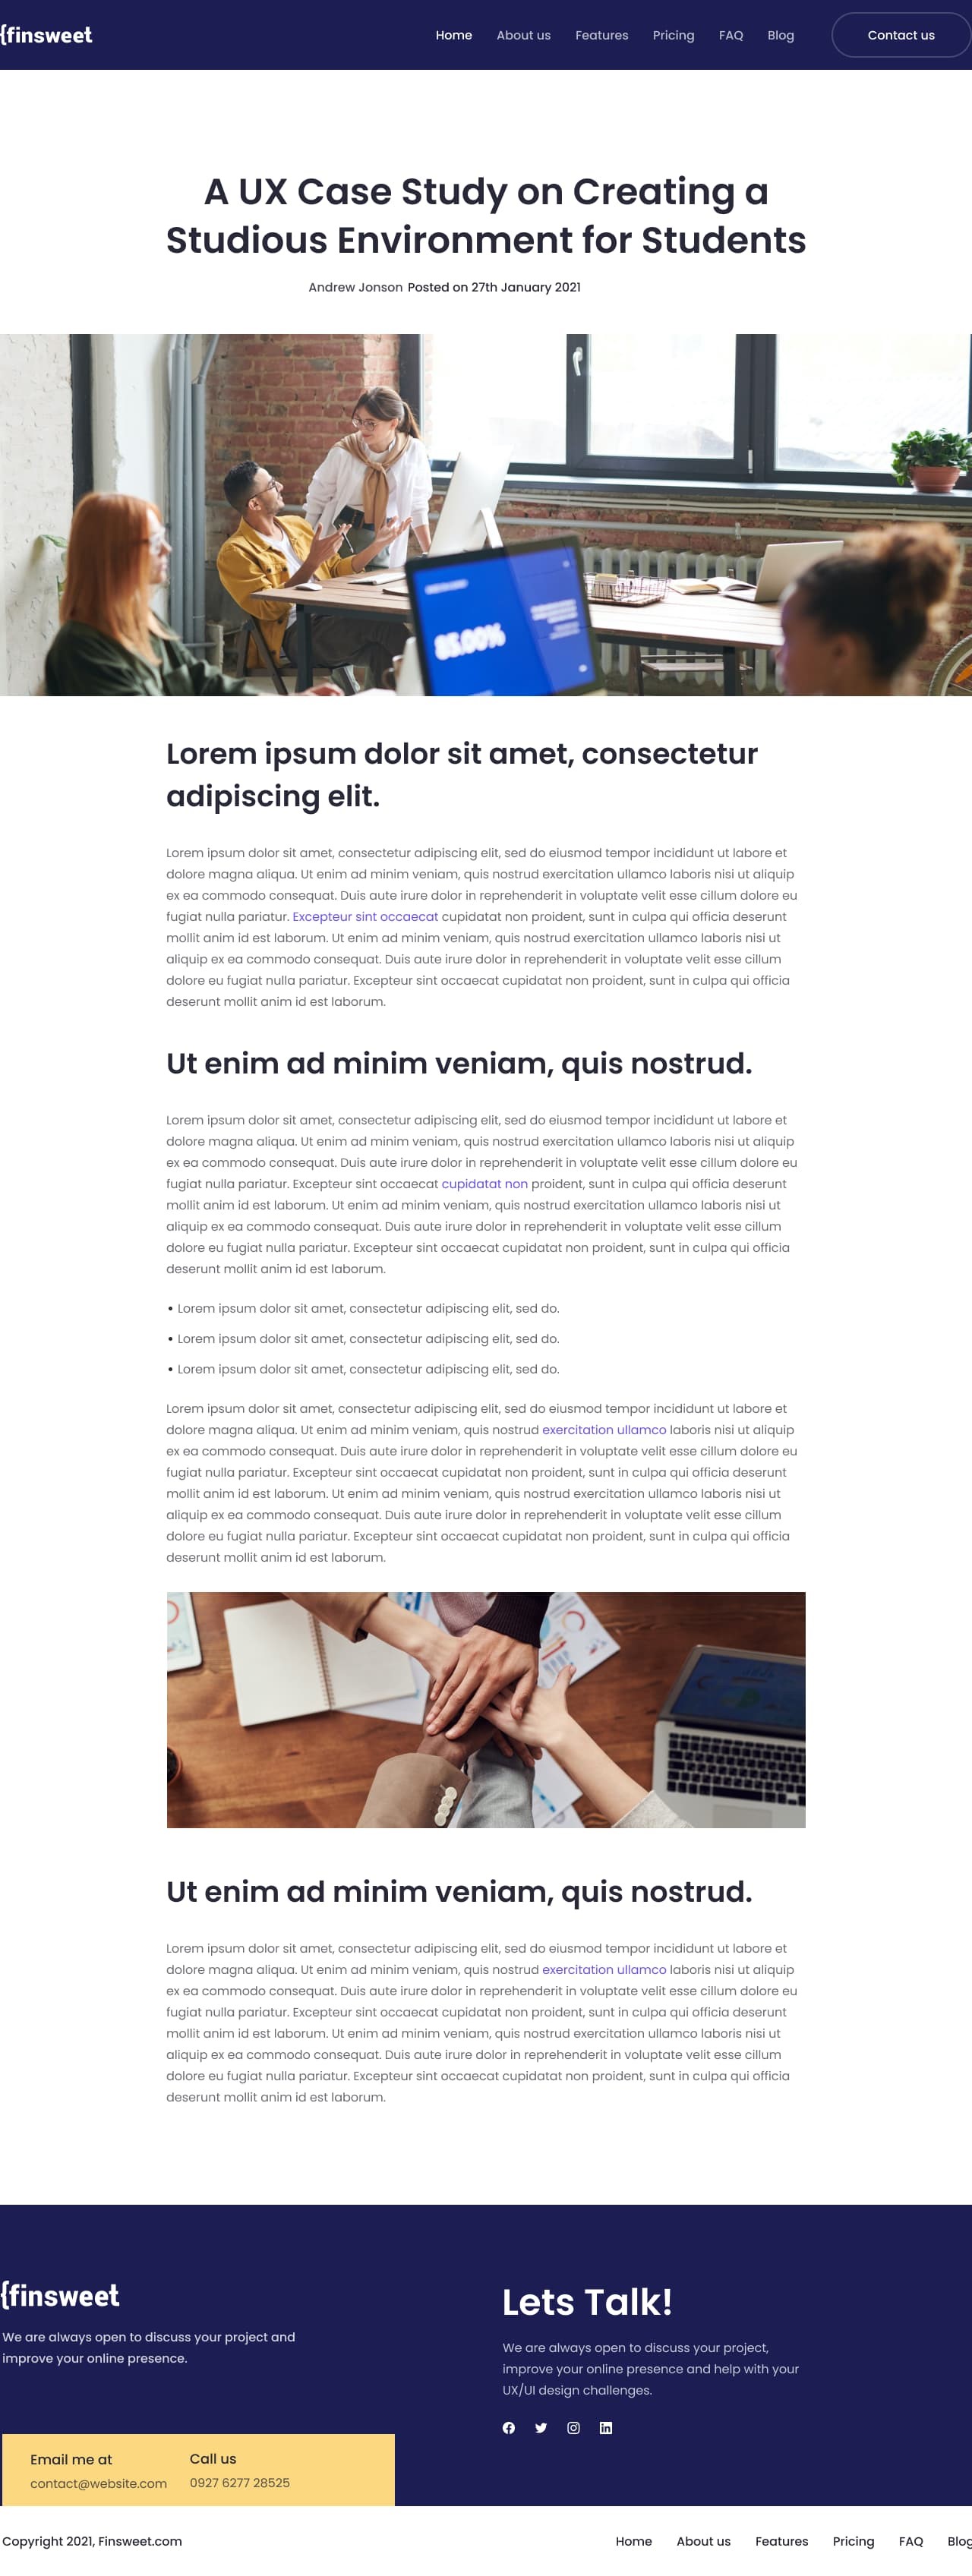 {finsweet
Home About us Features Pricing FAQ Blog Contact us
A UX Case Study on Creating a
Studious Environment for Students
Andrew Jonson Posted on 27th January 2021
85.00%
Lorem ipsum dolor sit amet, consectetur
adipiscing elit.
Lorem ipsum dolor sit amet, consectetur adipiscing elit, sed do eiusmod tempor incididunt ut labore et
dolore magna aliqua. Ut enim ad minim veniam, quis nostrud exercitation ullamco laboris nisi ut aliquip
ex ea commodo consequat. Duis aute irure dolor in reprehenderit in voluptate velit esse cillum dolore eu
fugiat nulla pariatur. Excepteur sint occaecat cupidatat non proident, sunt in culpa qui officia deserunt
mollit anim id est laborum. Ut enim ad minim veniam, quis nostrud exercitation ullamco laboris nisi ut
aliquip ex ea commodo consequat. Duis aute irure dolor in reprehenderit in voluptate velit esse cillum
dolore eu fugiat nulla pariatur. Excepteur sint occaecat cupidatat non proident, sunt in culpa qui officia
deserunt mollit anim id est laborum.
Ut enim ad minim veniam, quis nostrud.
Lorem ipsum dolor sit amet, consectetur adipiscing elit, sed do eiusmod tempor incididunt ut labore et
dolore magna aliqua. Ut enim ad minim veniam, quis nostrud exercitation ullamco laboris nisi ut aliquip
ex ea commodo consequat. Duis aute irure dolor in reprehenderit in voluptate velit esse cillum dolore eu
fugiat nulla pariatur. Excepteur sint occaecat cupidatat non proident, sunt in culpa qui officia deserunt
mollit anim id est laborum. Ut enim ad minim veniam, quis nostrud exercitation ullamco laboris nisi ut
aliquip ex ea commodo consequat. Duis aute irure dolor in reprehenderit in voluptate velit esse cillum
dolore eu fugiat nulla pariatur. Excepteur sint occaecat cupidatat non proident, sunt in culpa qui officia
deserunt mollit anim id est laborum.
• Lorem ipsum dolor sit amet, consectetur adipiscing elit, sed do.
• Lorem ipsum dolor sit amet, consectetur adipiscing elit, sed do.
• Lorem ipsum dolor sit amet, consectetur adipiscing elit, sed do.
Lorem ipsum dolor sit amet, consectetur adipiscing elit, sed do eiusmod tempor incididunt ut labore et
dolore magna aliqua. Ut enim ad minim veniam, quis nostrud exercitation ullamco laboris nisi ut aliquip
ex ea commodo consequat. Duis aute irure dolor in reprehenderit in voluptate velit esse cillum dolore eu
fugiat nulla pariatur. Excepteur sint occaecat cupidatat non proident, sunt in culpa qui officia deserunt
mollit anim id est laborum. Ut enim ad minim veniam, quis nostrud exercitation ullamco laboris nisi ut
aliquip ex ea commodo consequat. Duis aute irure dolor in reprehenderit in voluptate velit esse cillum
dolore eu fugiat nulla pariatur. Excepteur sint occaecat cupidatat non proident, sunt in culpa qui officia
deserunt mollit anim id est laborum.
Ut enim ad minim veniam, quis nostrud.
Lorem ipsum dolor sit amet, consectetur adipiscing elit, sed do eiusmod tempor incididunt ut labore et
dolore magna aliqua. Ut enim ad minim veniam, quis nostrud exercitation ullamco laboris nisi ut aliquip
ex ea commodo consequat. Duis aute irure dolor in reprehenderit in voluptate velit esse cillum dolore eu
fugiat nulla pariatur. Excepteur sint occaecat cupidatat non proident, sunt in culpa qui officia deserunt
mollit anim id est laborum. Ut enim ad minim veniam, quis nostrud exercitation ullamco laboris nisi ut
aliquip ex ea commodo consequat. Duis aute irure dolor in reprehenderit in voluptate velit esse cillum
dolore eu fugiat nulla pariatur. Excepteur sint occaecat cupidatat non proident, sunt in culpa qui officia
deserunt mollit anim id est laborum.
{finsweet
We are always open to discuss your project and
improve your online presence.
Email me at
contact@website.com
Call us
0927 6277 28525
Lets Talk!
We are always open to discuss your project,
improve your online presence and help with your
UX/UI design challenges.
Copyright 2021, Finsweet.com
Home About us Features Pricing FAQ Blog